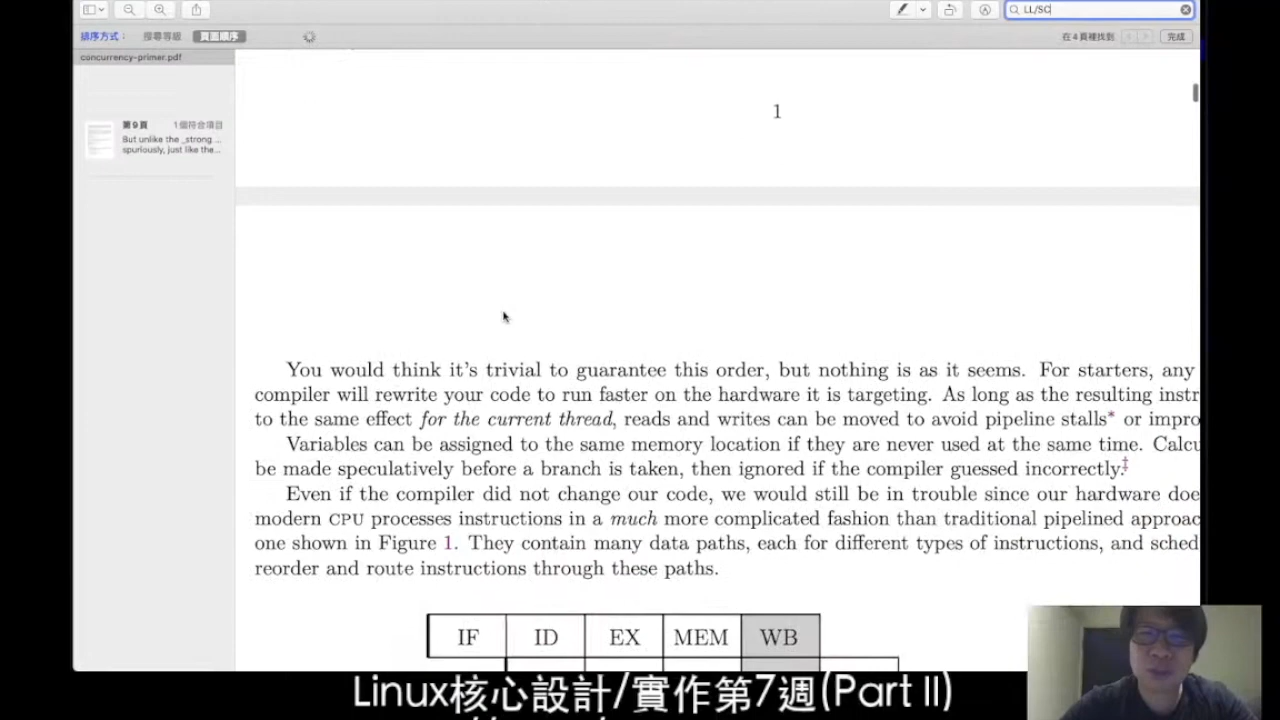 LL/SC
排序方式： 搜尋等級 頁面順序
在4頁裡找到
完成
concurrency-primer.pdf
第9頁 1個符合項目
But unlike the _strong ...
spuriously, just like the...
1
You would think it's trivial to guarantee this order, but nothing is as it seems. For starters, any
compiler will rewrite your code to run faster on the hardware it is targeting. As long as the resulting instr
to the same effect for the current thread, reads and writes can be moved to avoid pipeline stalls* or impro
Variables can be assigned to the same memory location if they are never used at the same time. Calcu
be made speculatively before a branch is taken, then ignored if the compiler guessed incorrectly.‡
Even if the compiler did not change our code, we would still be in trouble since our hardware doe
modern CPU processes instructions in a much more complicated fashion than traditional pipelined approac
one shown in Figure 1. They contain many data paths, each for different types of instructions, and sched
reorder and route instructions through these paths.
IF ID EX MEM WB
Linux核心設計/實作第7週(Part II)